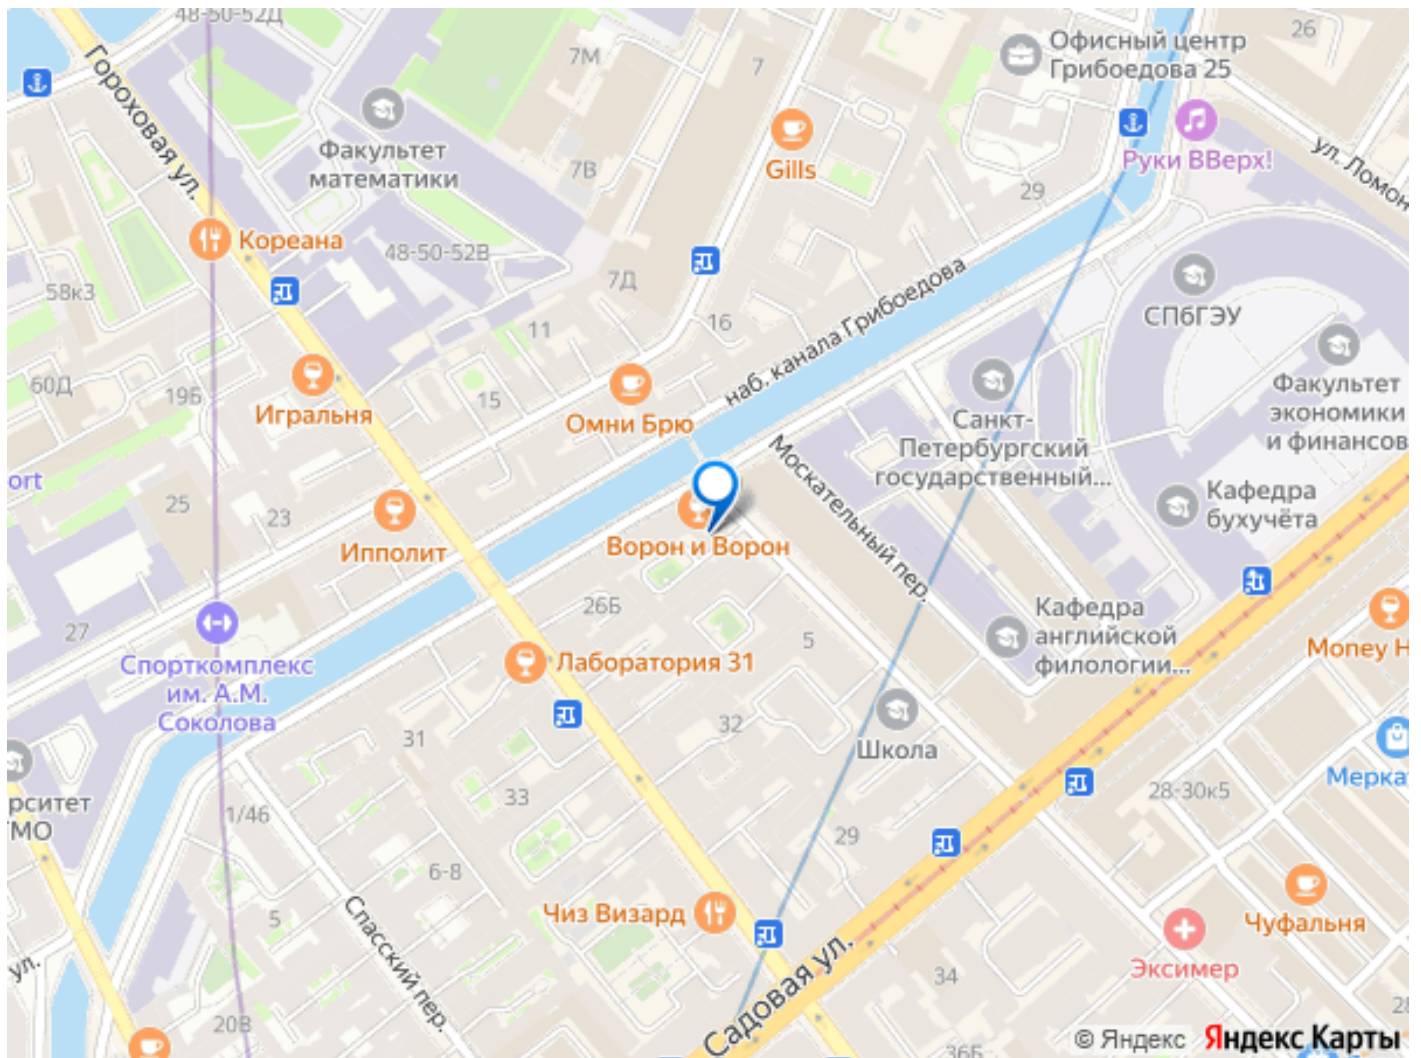 48-50-52Д
Гороховая ул.
7М
7
Офисный центр
Грибоедова 25
26
Факультет
математики
7В
Gills
29
Руки ВВерх!
ул. Ломон
Кореана
48-50-52В
58к3
7Д
11
16
наб. канала Грибоедова
СПбГЭУ
60Д
19Б
Игральня
15
Омни Брю
Санкт-
Петербургский
государственный...
Факультет
экономики
и финансов
ort
25
23
Ипполит
Ворон и Ворон
Москательный пер.
Кафедра
бухучёта
27
26Б
5
Кафедра
английской
филологии...
Money H
Спорткомплекс
им. А.М.
Соколова
Лаборатория 31
31
32
Школа
Мерка
рситет
ТМО
1/46
33
28-30к5
29
6-8
5
Спасский пер.
Чиз Визард
Садовая ул.
Чуфальня
Эксимер
34
ул.
20В
36Б
© Яндекс Яндекс Карты